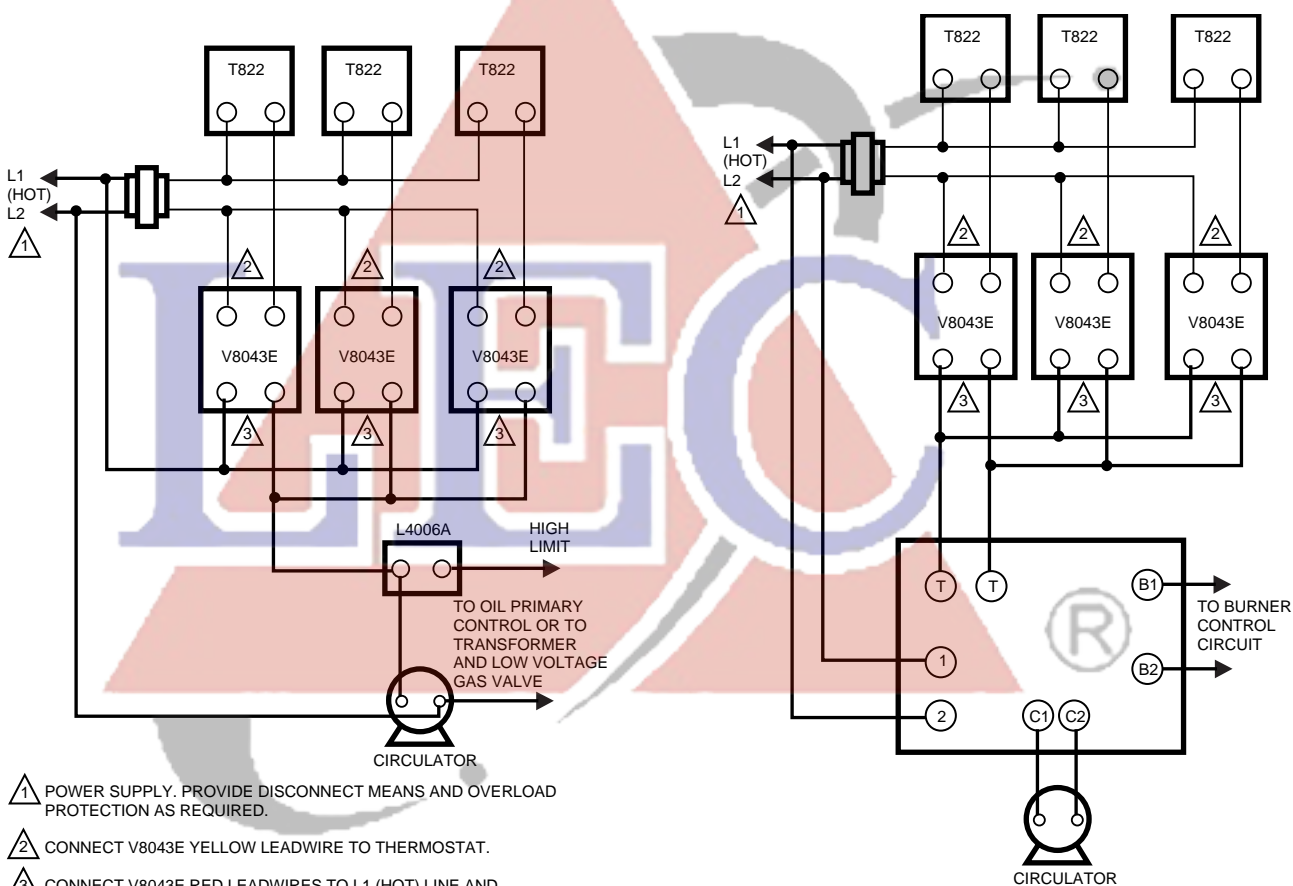 T822
T822
T822
L1
(HOT)
L2
1
2
2
2
V8043E
V8043E
V8043E
3
3
3
L4006A
HIGH
LIMIT
TO OIL PRIMARY
CONTROL OR TO
TRANSFORMER
AND LOW VOLTAGE
GAS VALVE
CIRCULATOR
T822
T822
T822
L1
(HOT)
L2
1
2
2
2
V8043E
V8043E
V8043E
3
3
3
T
T
B1
TO BURNER
CONTROL
CIRCUIT
1
B2
2
C1
C2
CIRCULATOR
LEC
®
1 POWER SUPPLY. PROVIDE DISCONNECT MEANS AND OVERLOAD
PROTECTION AS REQUIRED.
2 CONNECT V8043E YELLOW LEADWIRE TO THERMOSTAT.
3 CONNECT V8043E RED LEADWIRES TO L1 (HOT) LINE AND